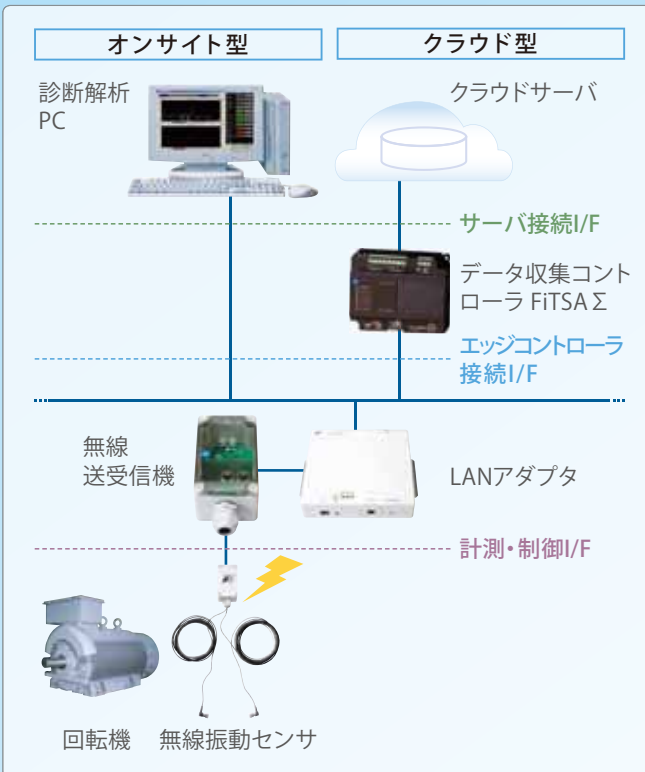 オンサイト型
クラウド型
診断解析
PC
クラウドサーバ
サーバ接続I/F
データ収集コント
ローラ FiTSAΣ
エッジコントローラ
接続I/F
無線
送受信機
LANアダプタ
計測・制御I/F
回転機
無線振動センサ